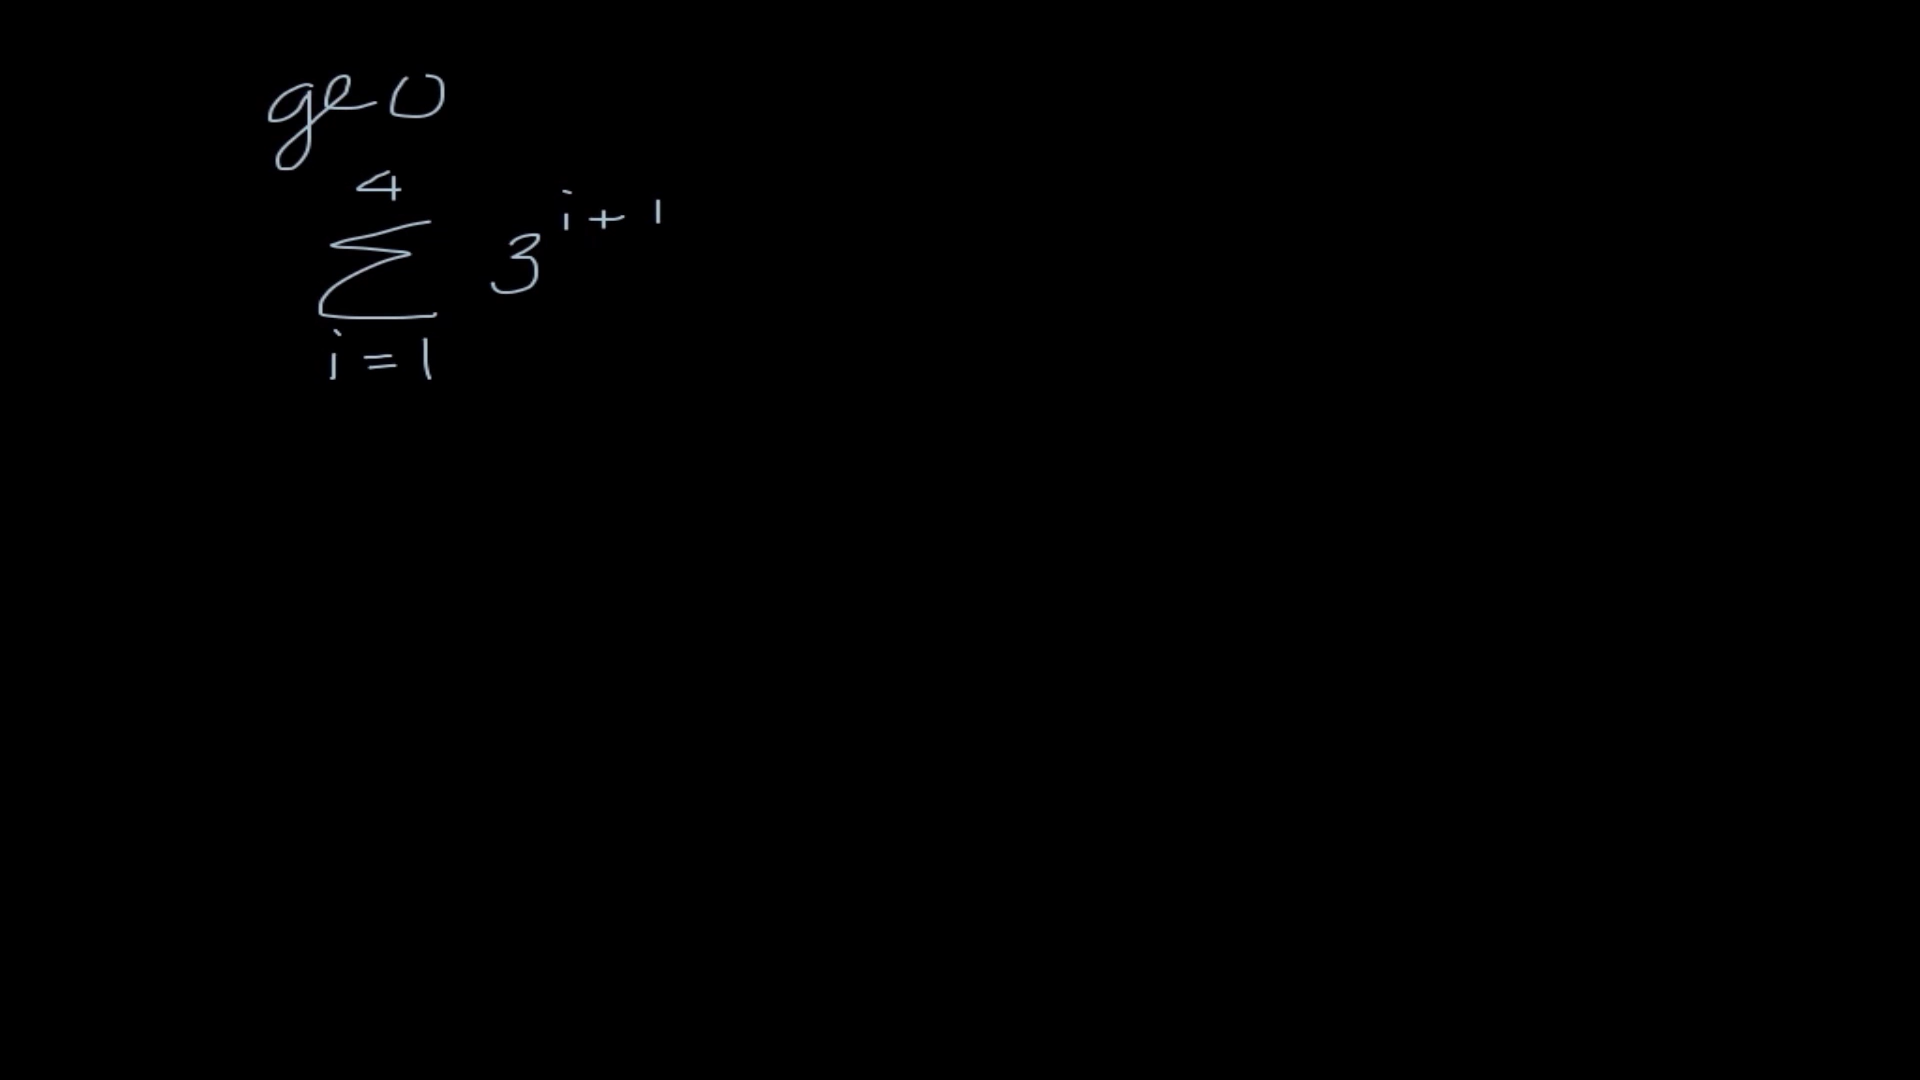 geo
4
∑ 3^{i+1}
i = 1